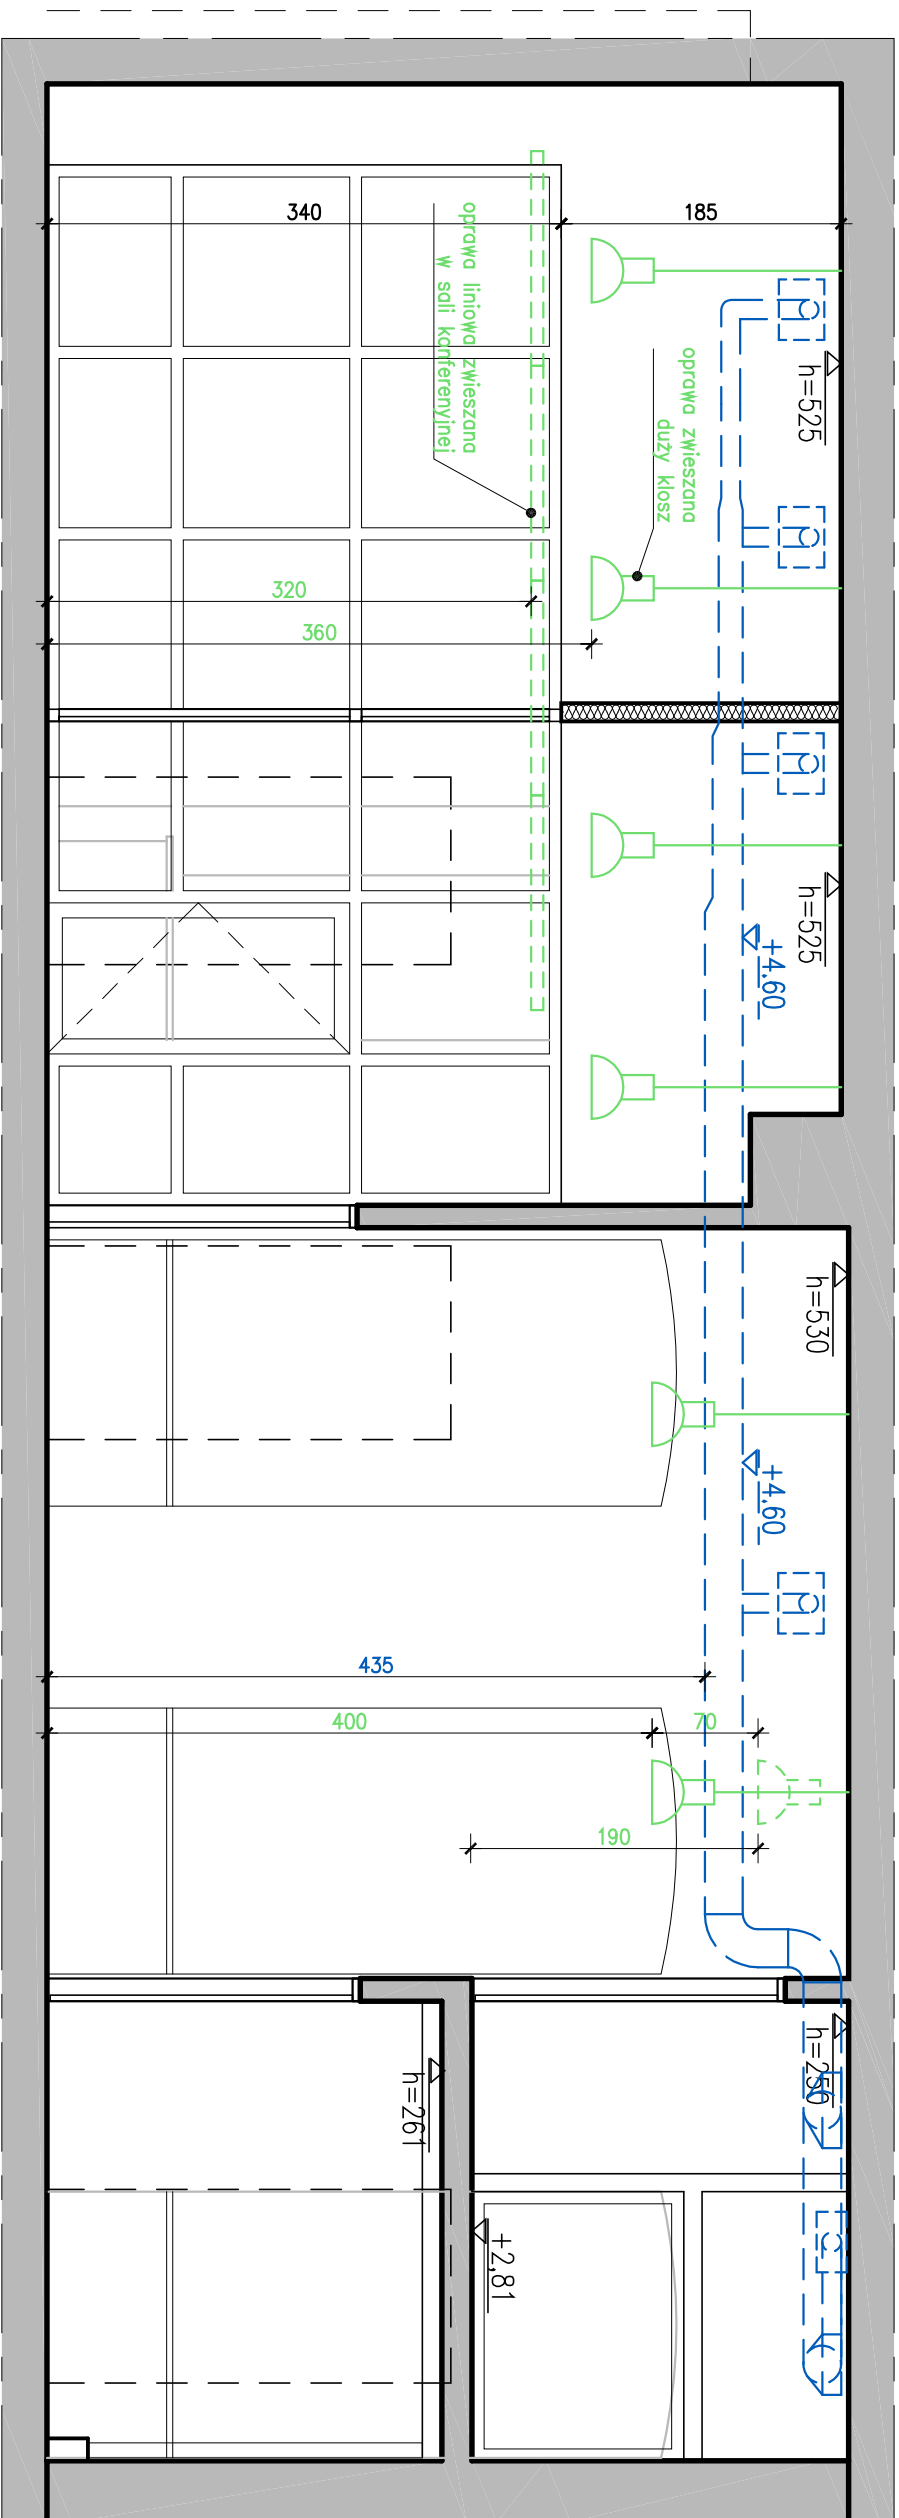 340
185
oprawa liniowa zwieszana
w sali konferenyjnej
oprawa zwieszana
duży klosz
h=525
320
360
h=525
+4,60
h=530
+4,60
435
400
70
190
h=250
h=261
+2,81